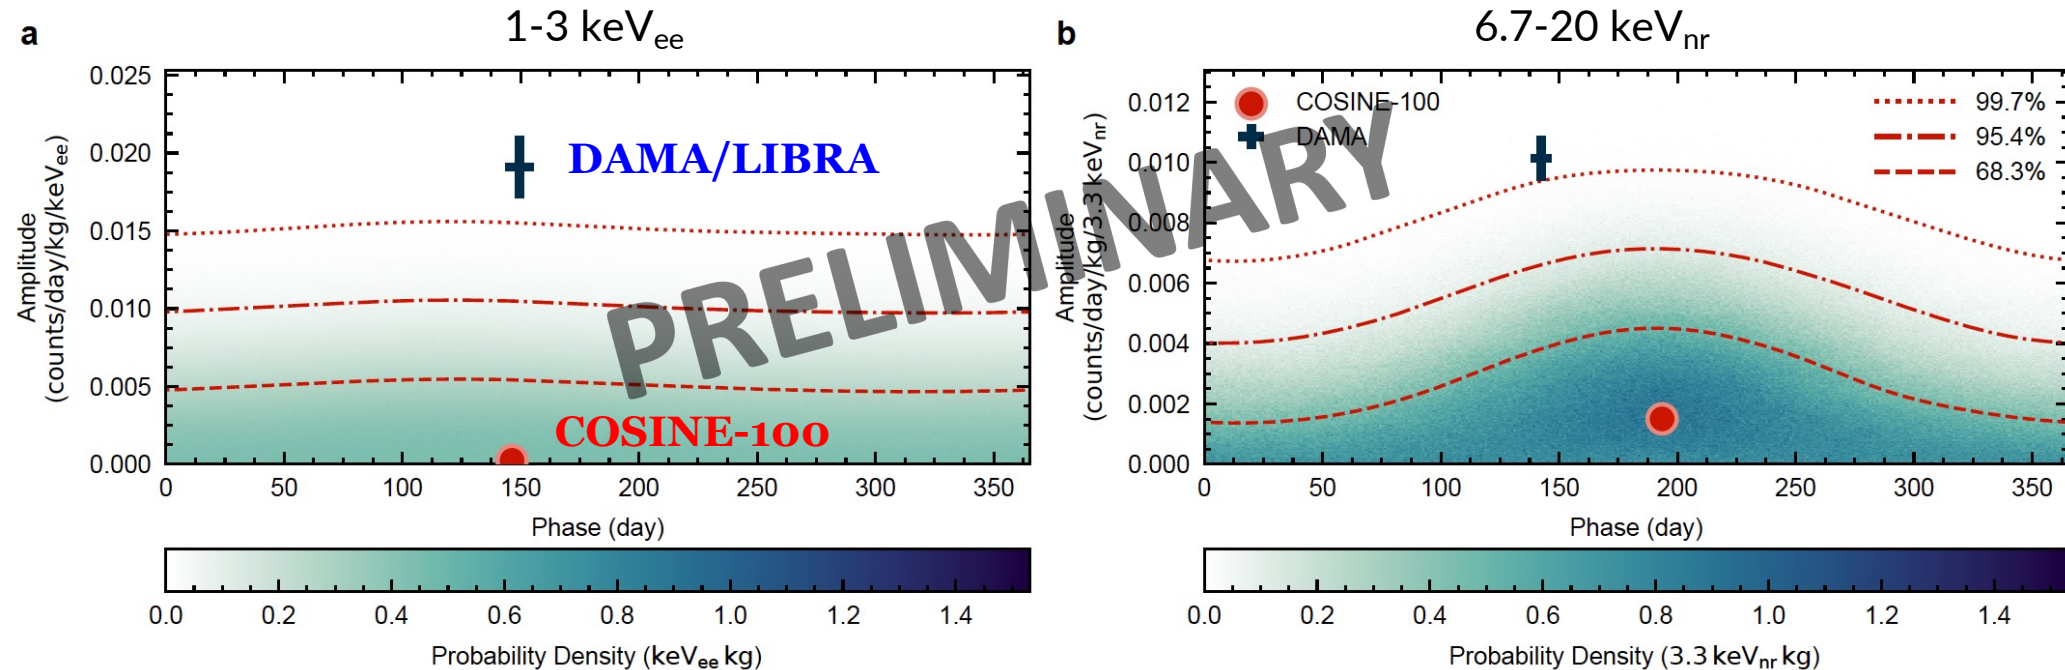 a
1-3 keVee
0.025
0.020
0.015
0.010
0.005
0.000
Amplitude
(counts/day/kg/keVee)
DAMA/LIBRA
COSINE-100
0 50 100 150 200 250 300 350
Phase (day)
0.0 0.2 0.4 0.6 0.8 1.0 1.2 1.4
Probability Density (keVee kg)
PRELIMINARY
b
6.7-20 keVnr
0.012
0.010
0.008
0.006
0.004
0.002
0.000
Amplitude
(counts/day/kg/3.3 keVnr)
COSINE-100
DAMA
99.7%
95.4%
68.3%
0 50 100 150 200 250 300 350
Phase (day)
0.0 0.2 0.4 0.6 0.8 1.0 1.2 1.4
Probability Density (3.3 keVnr kg)